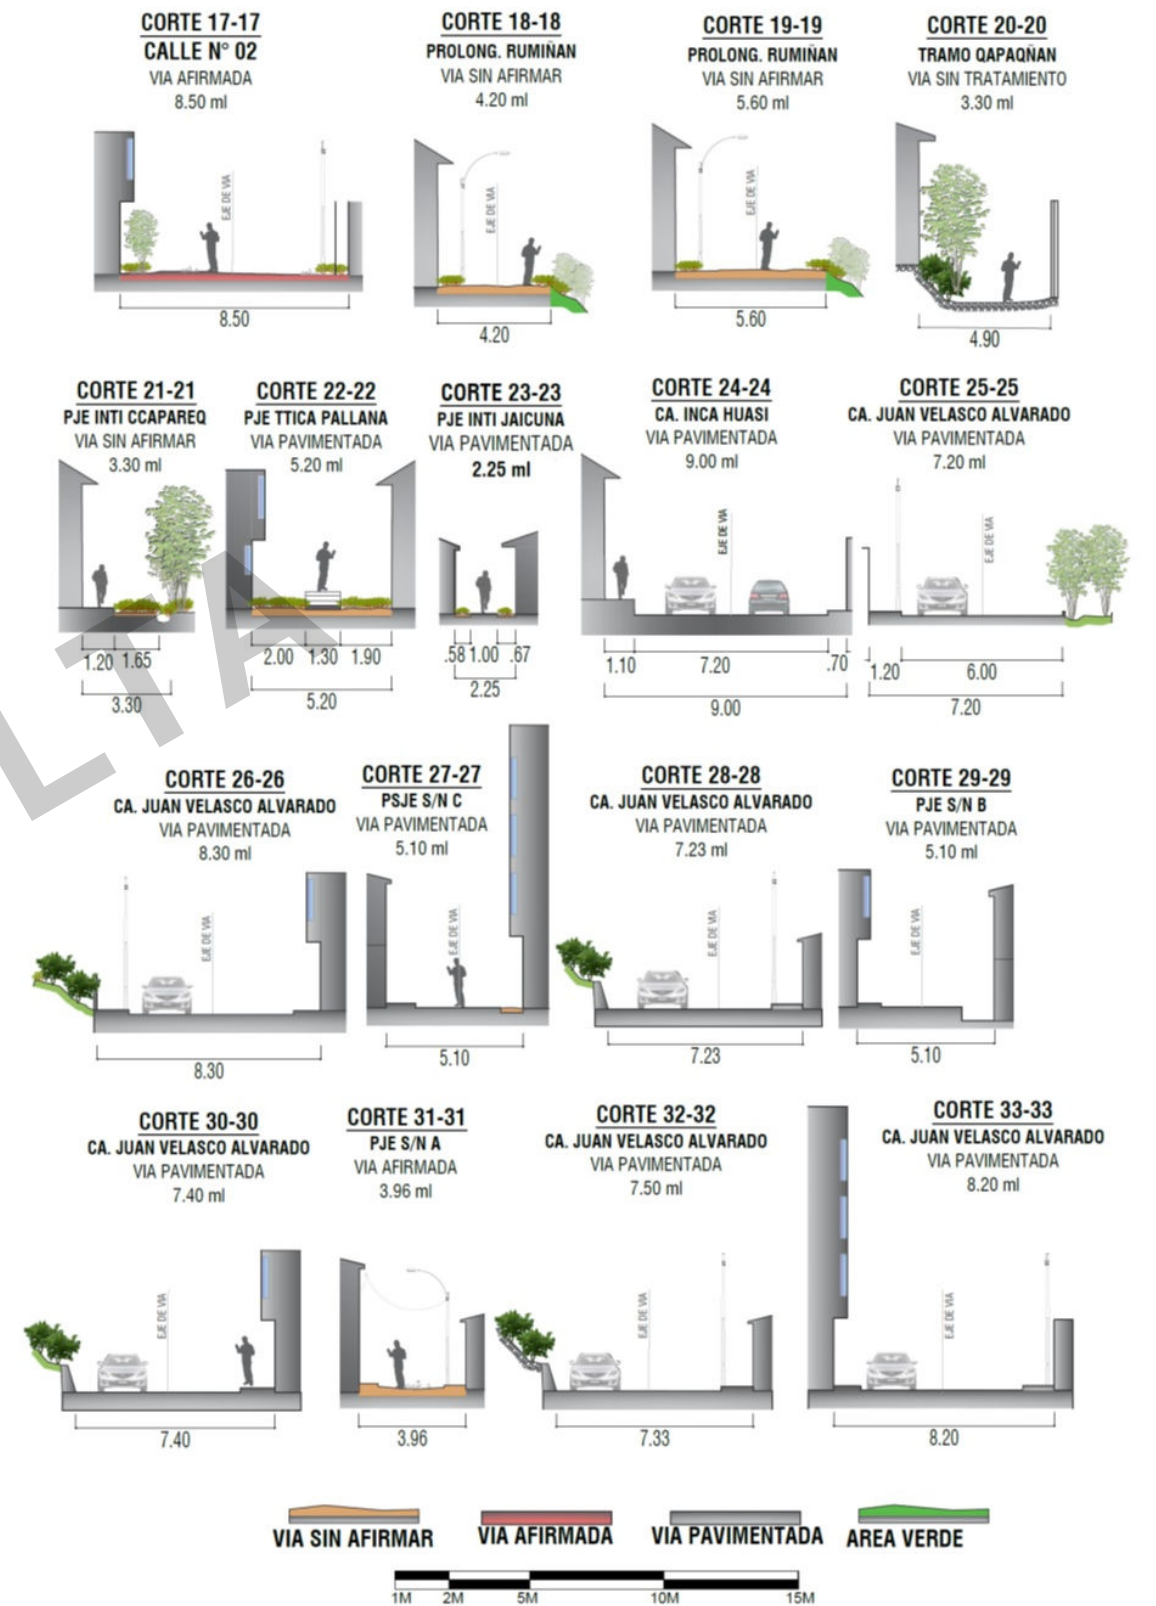 CORTE 17-17
CALLE N° 02
VIA AFIRMADA
8.50 ml
EJE DE VIA
8.50
CORTE 18-18
PROLONG. RUMIÑAN
VIA SIN AFIRMAR
4.20 ml
EJE DE VIA
4.20
CORTE 19-19
PROLONG. RUMIÑAN
VIA SIN AFIRMAR
5.60 ml
EJE DE VIA
5.60
CORTE 20-20
TRAMO QAPAQÑAN
VIA SIN TRATAMIENTO
3.30 ml
4.90
CORTE 21-21
PJE INTI CCAPAREQ
VIA SIN AFIRMAR
3.30 ml
1.20 1.65
3.30
CORTE 22-22
PJE TTICA PALLANA
VIA PAVIMENTADA
5.20 ml
2.00 1.30 1.90
5.20
CORTE 23-23
PJE INTI JAICUNA
VIA PAVIMENTADA
2.25 ml
.58 1.00 .67
2.25
CORTE 24-24
CA. INCA HUASI
VIA PAVIMENTADA
9.00 ml
EJE DE VIA
1.10 7.20 .70
9.00
CORTE 25-25
CA. JUAN VELASCO ALVARADO
VIA PAVIMENTADA
7.20 ml
EJE DE VIA
1.20 6.00
7.20
LTA
CORTE 26-26
CA. JUAN VELASCO ALVARADO
VIA PAVIMENTADA
8.30 ml
EJE DE VIA
8.30
CORTE 27-27
PSJE S/N C
VIA PAVIMENTADA
5.10 ml
EJE DE VIA
5.10
CORTE 28-28
CA. JUAN VELASCO ALVARADO
VIA PAVIMENTADA
7.23 ml
EJE DE VIA
7.23
CORTE 29-29
PJE S/N B
VIA PAVIMENTADA
5.10 ml
EJE DE VIA
5.10
CORTE 30-30
CA. JUAN VELASCO ALVARADO
VIA PAVIMENTADA
7.40 ml
EJE DE VIA
7.40
CORTE 31-31
PJE S/N A
VIA AFIRMADA
3.96 ml
3.96
CORTE 32-32
CA. JUAN VELASCO ALVARADO
VIA PAVIMENTADA
7.50 ml
EJE DE VIA
7.33
CORTE 33-33
CA. JUAN VELASCO ALVARADO
VIA PAVIMENTADA
8.20 ml
EJE DE VIA
8.20
VIA SIN AFIRMAR
VIA AFIRMADA
VIA PAVIMENTADA
AREA VERDE
1M 2M 5M 10M 15M